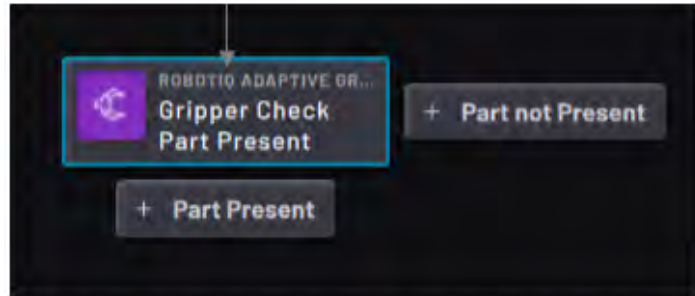 ROBOTIQ ADAPTIVE GR...
Gripper Check
Part Present
+ Part not Present
+ Part Present